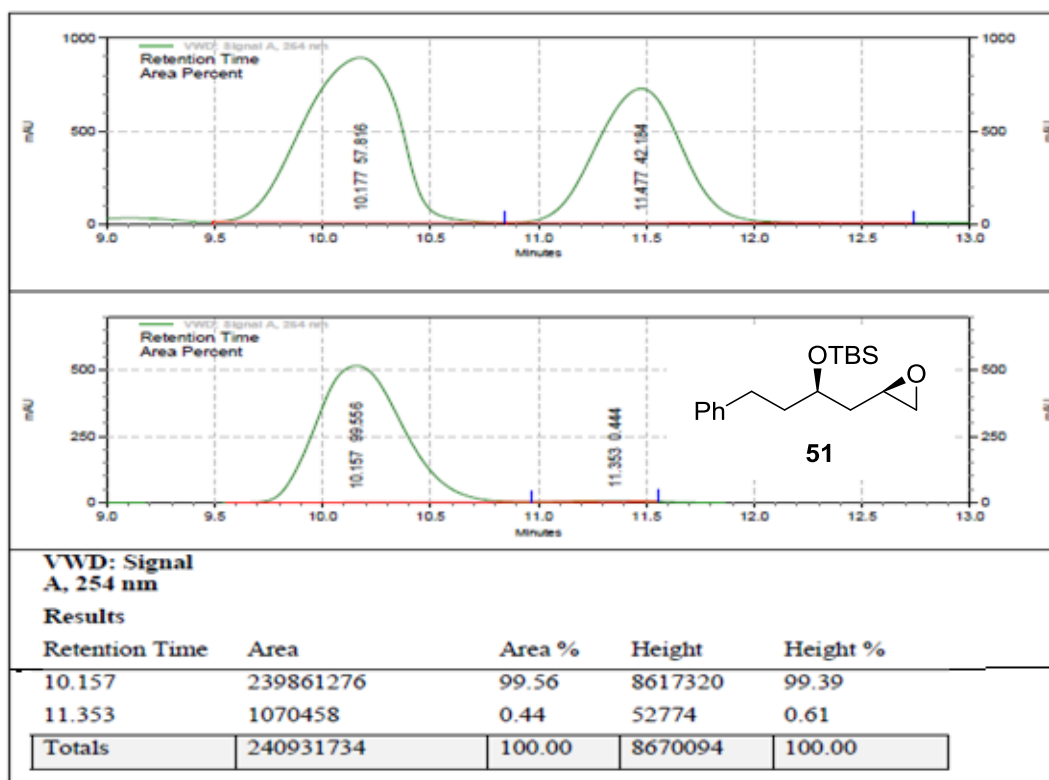 VWD: Signal A, 254 nm
Retention Time
Area Percent
1000
500
0
mAU
10.177 57.816
11.477 42.184
1000
500
0
mAU
9.0 9.5 10.0 10.5 11.0 11.5 12.0 12.5 13.0
Minutes
VWD: Signal A, 254 nm
Retention Time
Area Percent
500
250
0
mAU
10.157 99.556
11.353 0.444
OTBS
O
Ph
51
500
250
0
mAU
9.0 9.5 10.0 10.5 11.0 11.5 12.0 12.5 13.0
Minutes
VWD: Signal
A, 254 nm
Results
Retention Time Area Area % Height Height %
10.157 239861276 99.56 8617320 99.39
11.353 1070458 0.44 52774 0.61
Totals 240931734 100.00 8670094 100.00